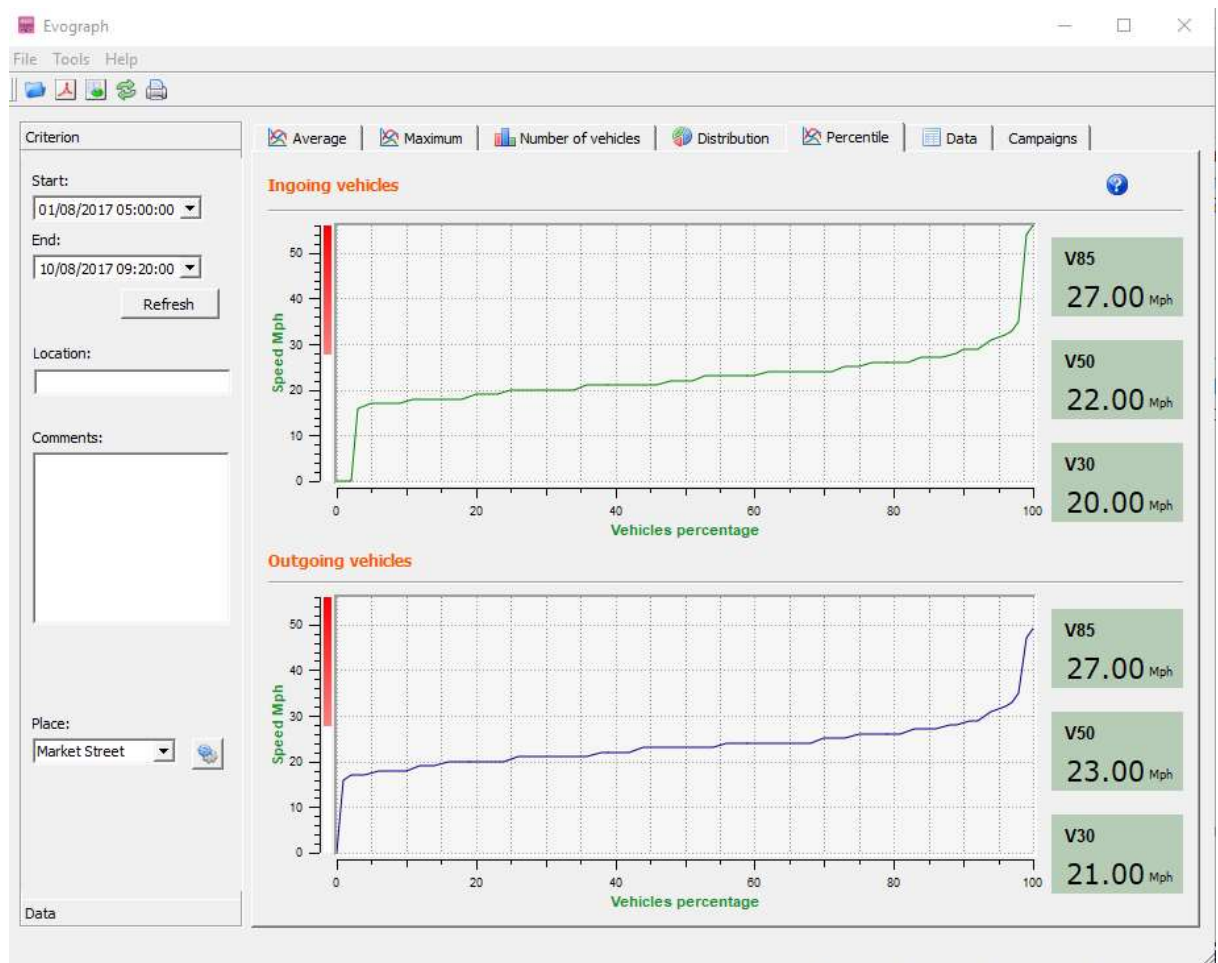 Evograph
File Tools Help
Criterion
Average Maximum Number of vehicles Distribution Percentile Data Campaigns
Start:
01/08/2017 05:00:00
End:
10/08/2017 09:20:00
Refresh
Location:
Comments:
Place:
Market Street
Data
Ingoing vehicles
Speed Mph
50
40
30
20
10
0
0 20 40 60 80 100
Vehicles percentage
V85
27.00 Mph
V50
22.00 Mph
V30
20.00 Mph
Outgoing vehicles
Speed Mph
50
40
30
20
10
0
0 20 40 60 80 100
Vehicles percentage
V85
27.00 Mph
V50
23.00 Mph
V30
21.00 Mph